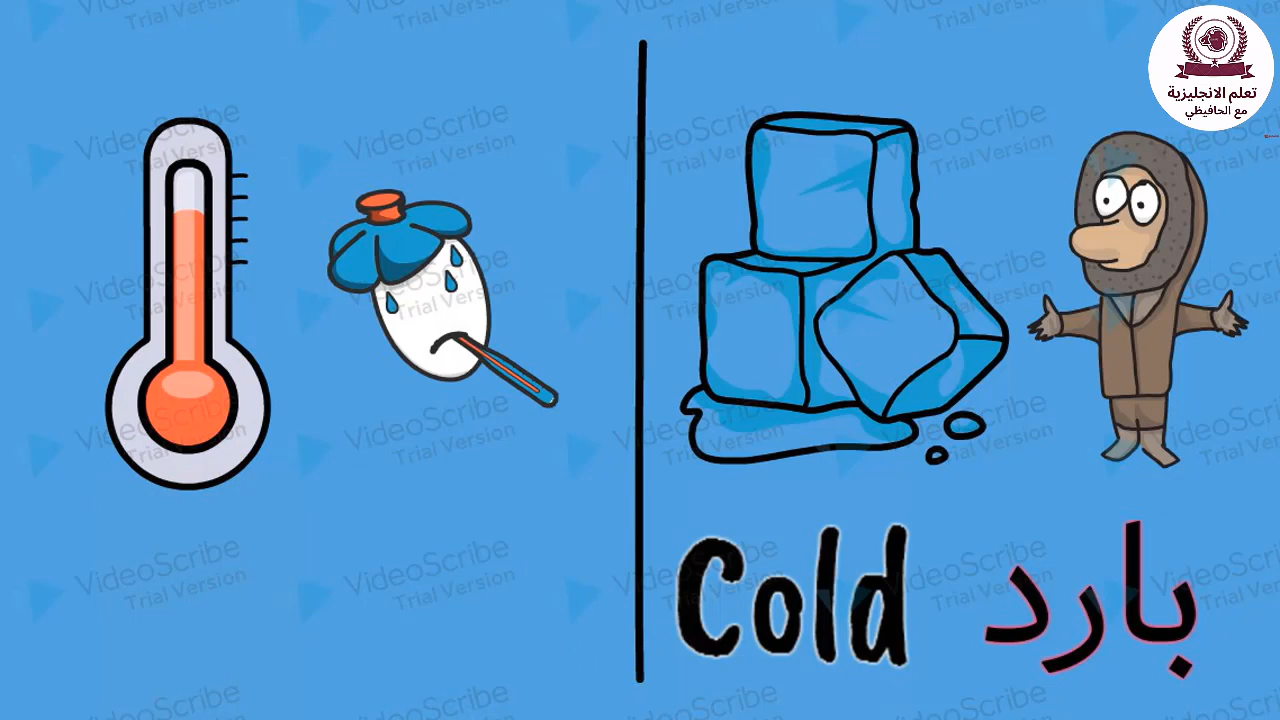 تعلم الانجليزية
مع الحافيظي
Cold بارد
VideoScribe
Trial Version